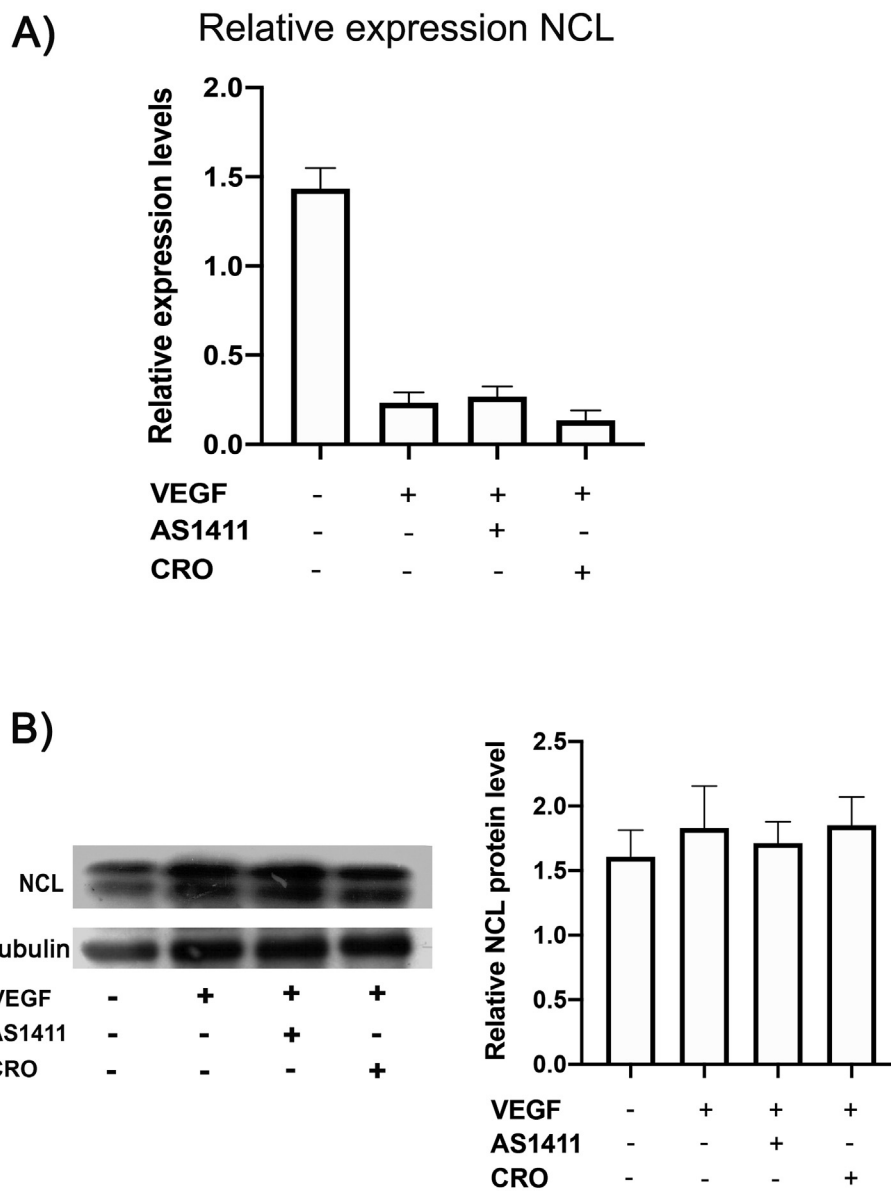 A)
Relative expression NCL
Relative expression levels
2.0
1.5
1.0
0.5
0.0
VEGF - + + +
AS1411 - - + -
CRO - - - +
B)
NCL
ubulin
VEGF - + + +
AS1411 - - + -
CRO - - - +
Relative NCL protein level
2.5
2.0
1.5
1.0
0.5
0.0
VEGF - + + +
AS1411 - - + -
CRO - - - +